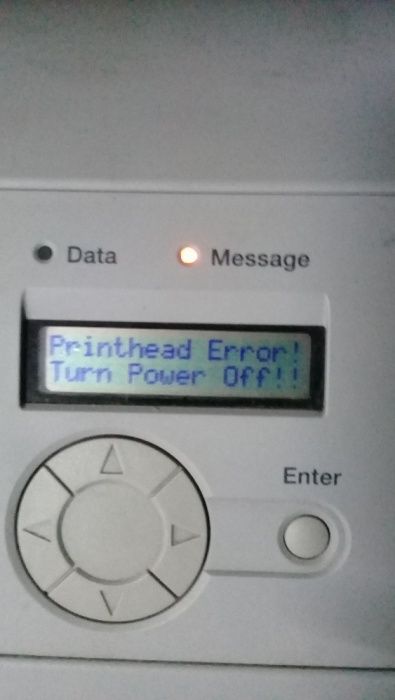 Data
Message
Printhead Error!
Turn Power Off!!
Enter